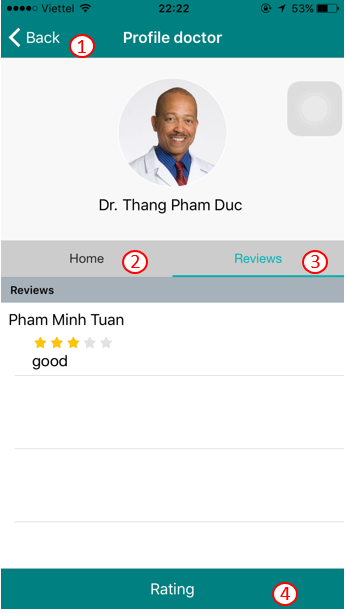 Viettel 22:22 53%
Back 1 Profile doctor
Dr. Thang Pham Duc
Home 2 Reviews 3
Reviews
Pham Minh Tuan
good
Rating 4